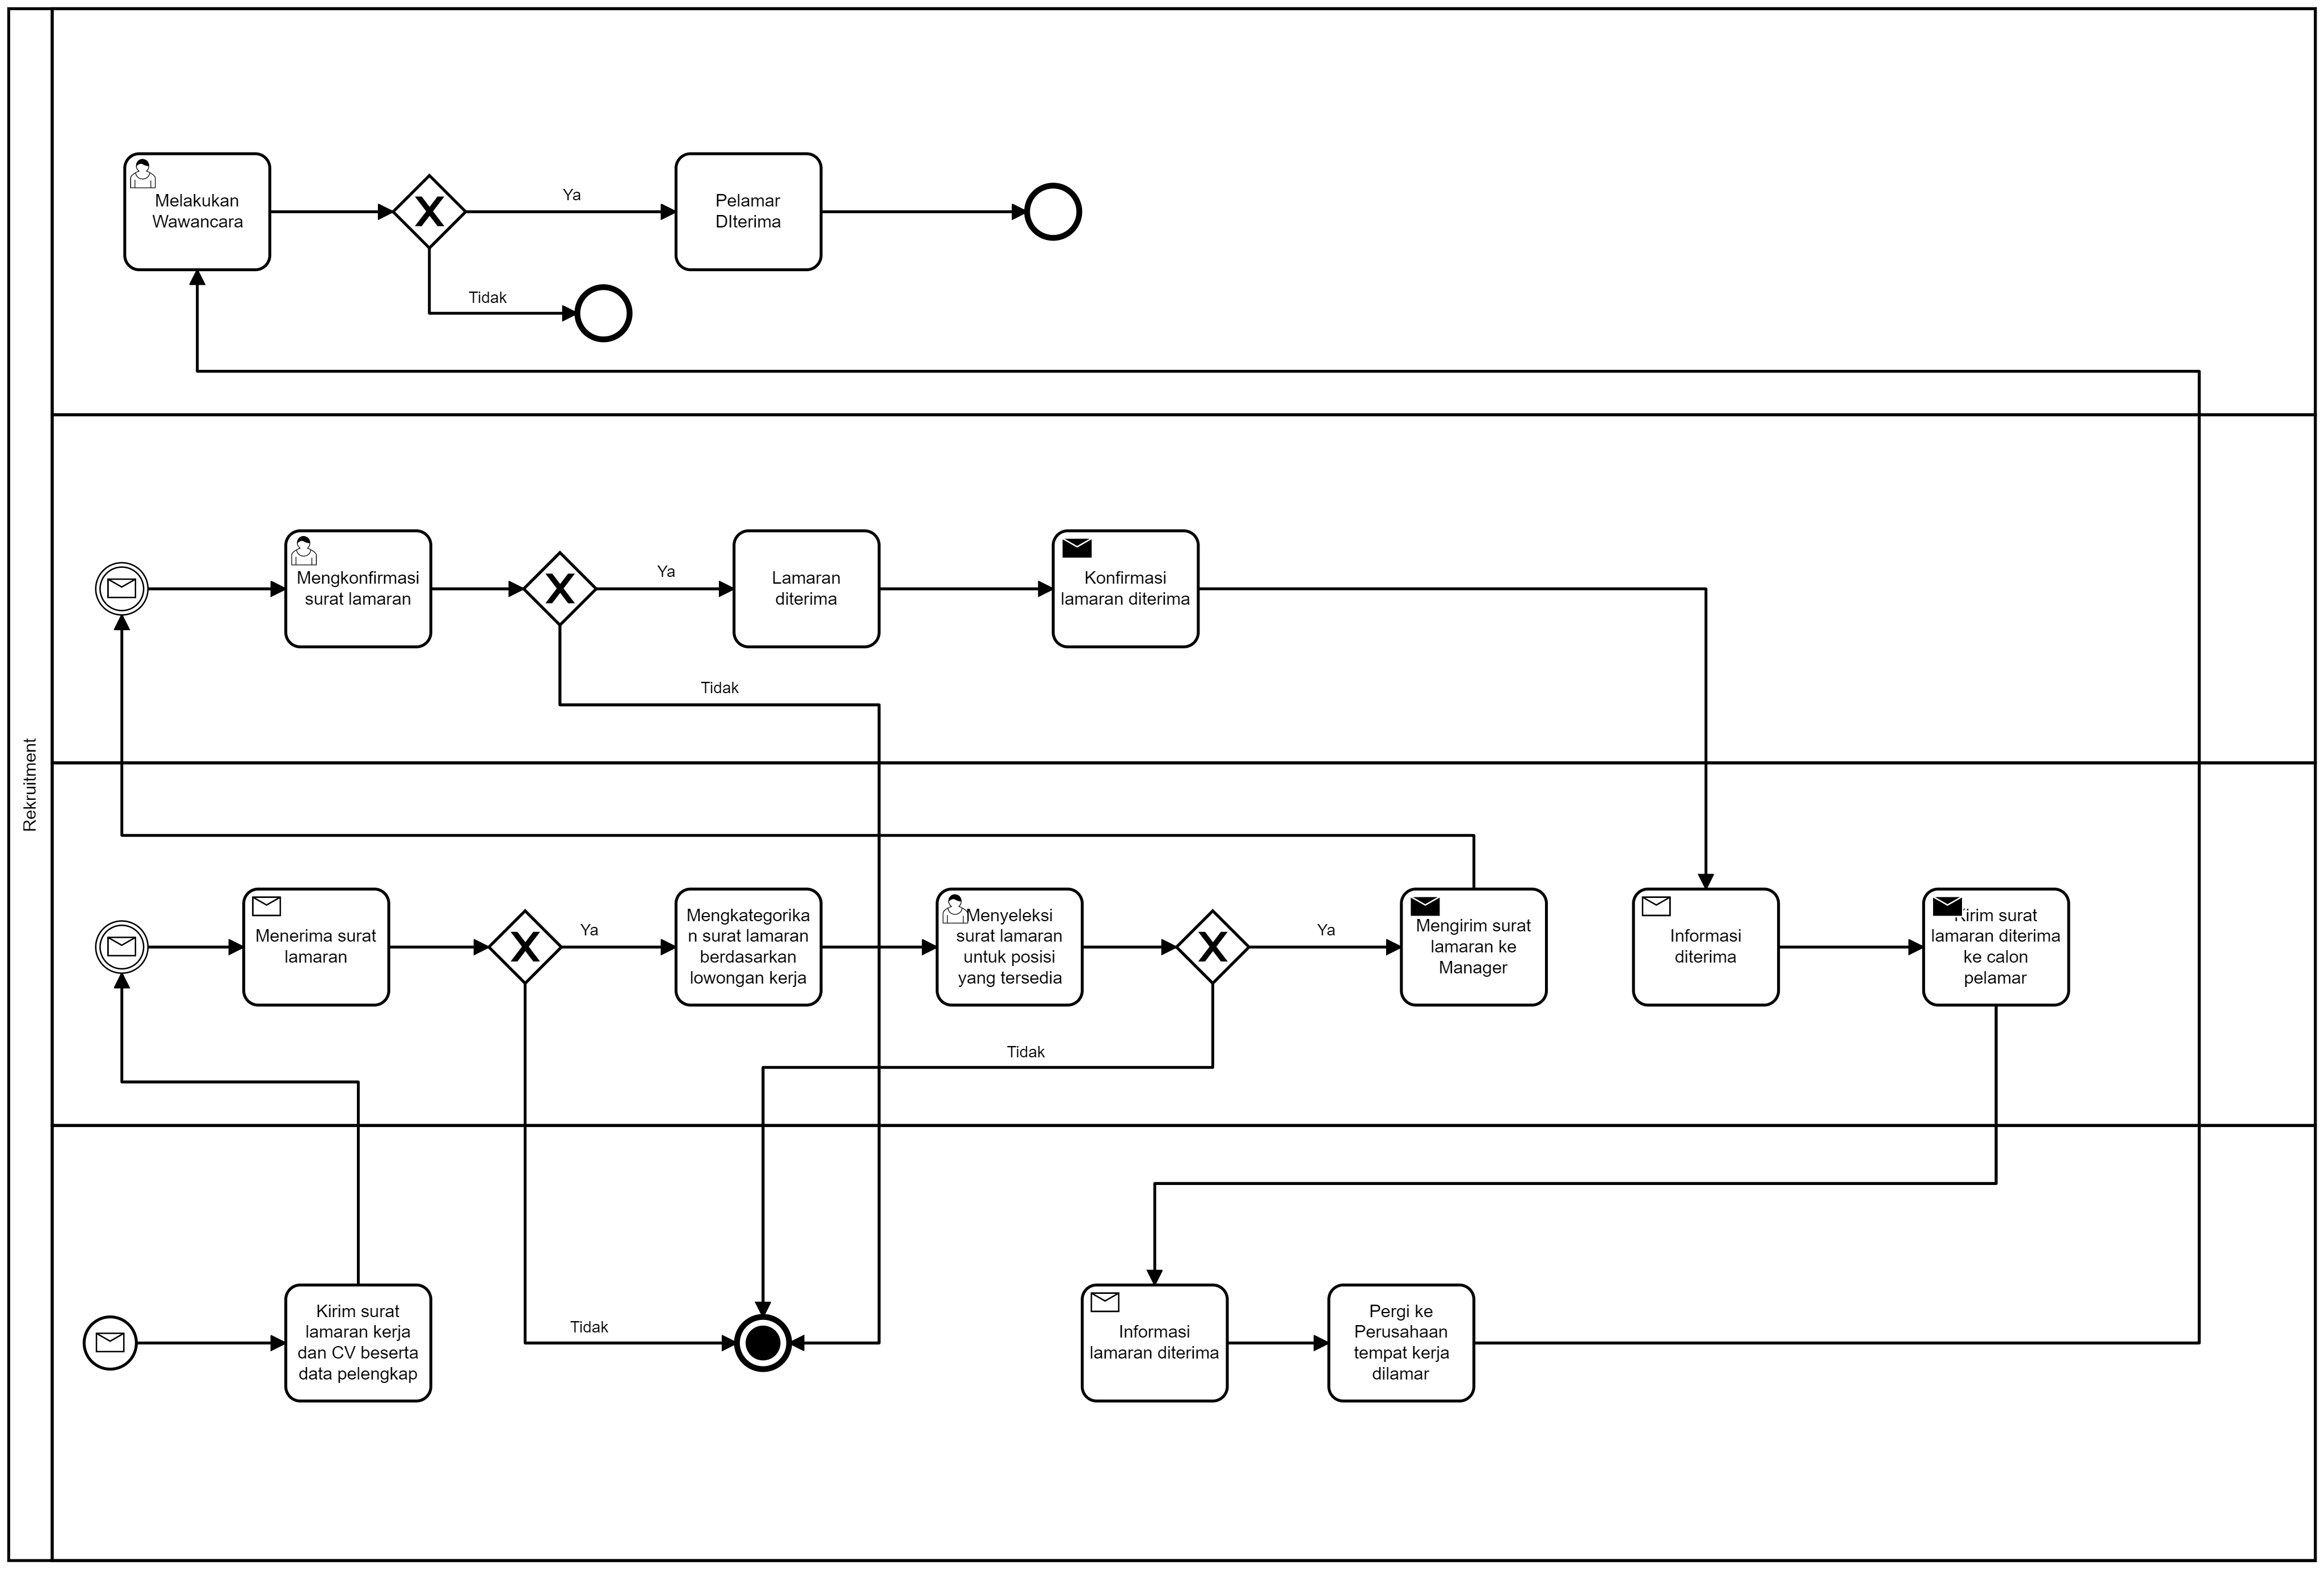 Rekruitment
Melakukan
Wawancara
Ya
Pelamar
DIterima
Tidak
Mengkonfirmasi
surat lamaran
Ya
Lamaran
diterima
Konfirmasi
lamaran diterima
Tidak
Menerima surat
lamaran
Ya
Mengkategorika
n surat lamaran
berdasarkan
lowongan kerja
Menyeleksi
surat lamaran
untuk posisi
yang tersedia
Ya
Mengirim surat
lamaran ke
Manager
Informasi
diterima
Kirim surat
lamaran diterima
ke calon
pelamar
Tidak
Kirim surat
lamaran kerja
dan CV beserta
data pelengkap
Tidak
Informasi
lamaran diterima
Pergi ke
Perusahaan
tempat kerja
dilamar